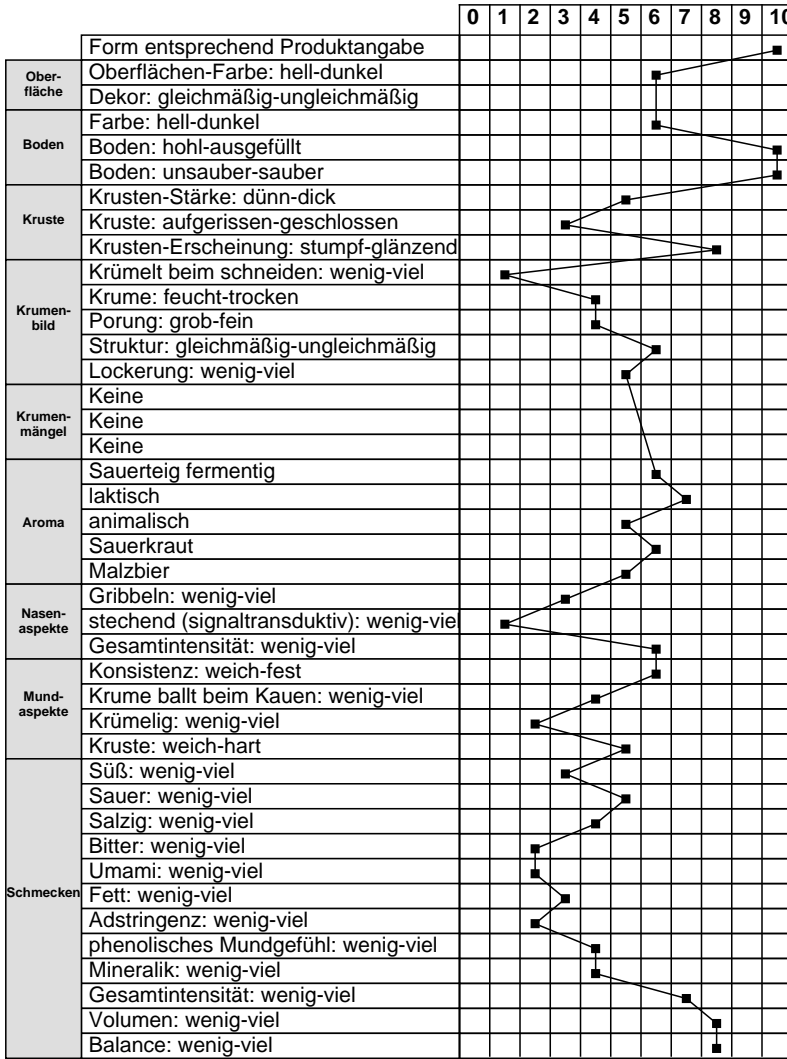 0 1 2 3 4 5 6 7 8 9 10
Form entsprechend Produktangabe
Ober-
fläche
Oberflächen-Farbe: hell-dunkel
Dekor: gleichmäßig-ungleichmäßig
Boden
Farbe: hell-dunkel
Boden: hohl-ausgefüllt
Boden: unsauber-sauber
Kruste
Krusten-Stärke: dünn-dick
Kruste: aufgerissen-geschlossen
Krusten-Erscheinung: stumpf-glänzend
Krumen-
bild
Krümelt beim schneiden: wenig-viel
Krume: feucht-trocken
Porung: grob-fein
Struktur: gleichmäßig-ungleichmäßig
Lockerung: wenig-viel
Krumen-
mängel
Keine
Keine
Keine
Aroma
Sauerteig fermentig
laktisch
animalisch
Sauerkraut
Malzbier
Nasen-
aspekte
Gribbeln: wenig-viel
stechend (signaltransduktiv): wenig-viel
Gesamtintensität: wenig-viel
Mund-
aspekte
Konsistenz: weich-fest
Krume ballt beim Kauen: wenig-viel
Krümelig: wenig-viel
Kruste: weich-hart
Schmecken
Süß: wenig-viel
Sauer: wenig-viel
Salzig: wenig-viel
Bitter: wenig-viel
Umami: wenig-viel
Fett: wenig-viel
Adstringenz: wenig-viel
phenolisches Mundgefühl: wenig-viel
Mineralik: wenig-viel
Gesamtintensität: wenig-viel
Volumen: wenig-viel
Balance: wenig-viel